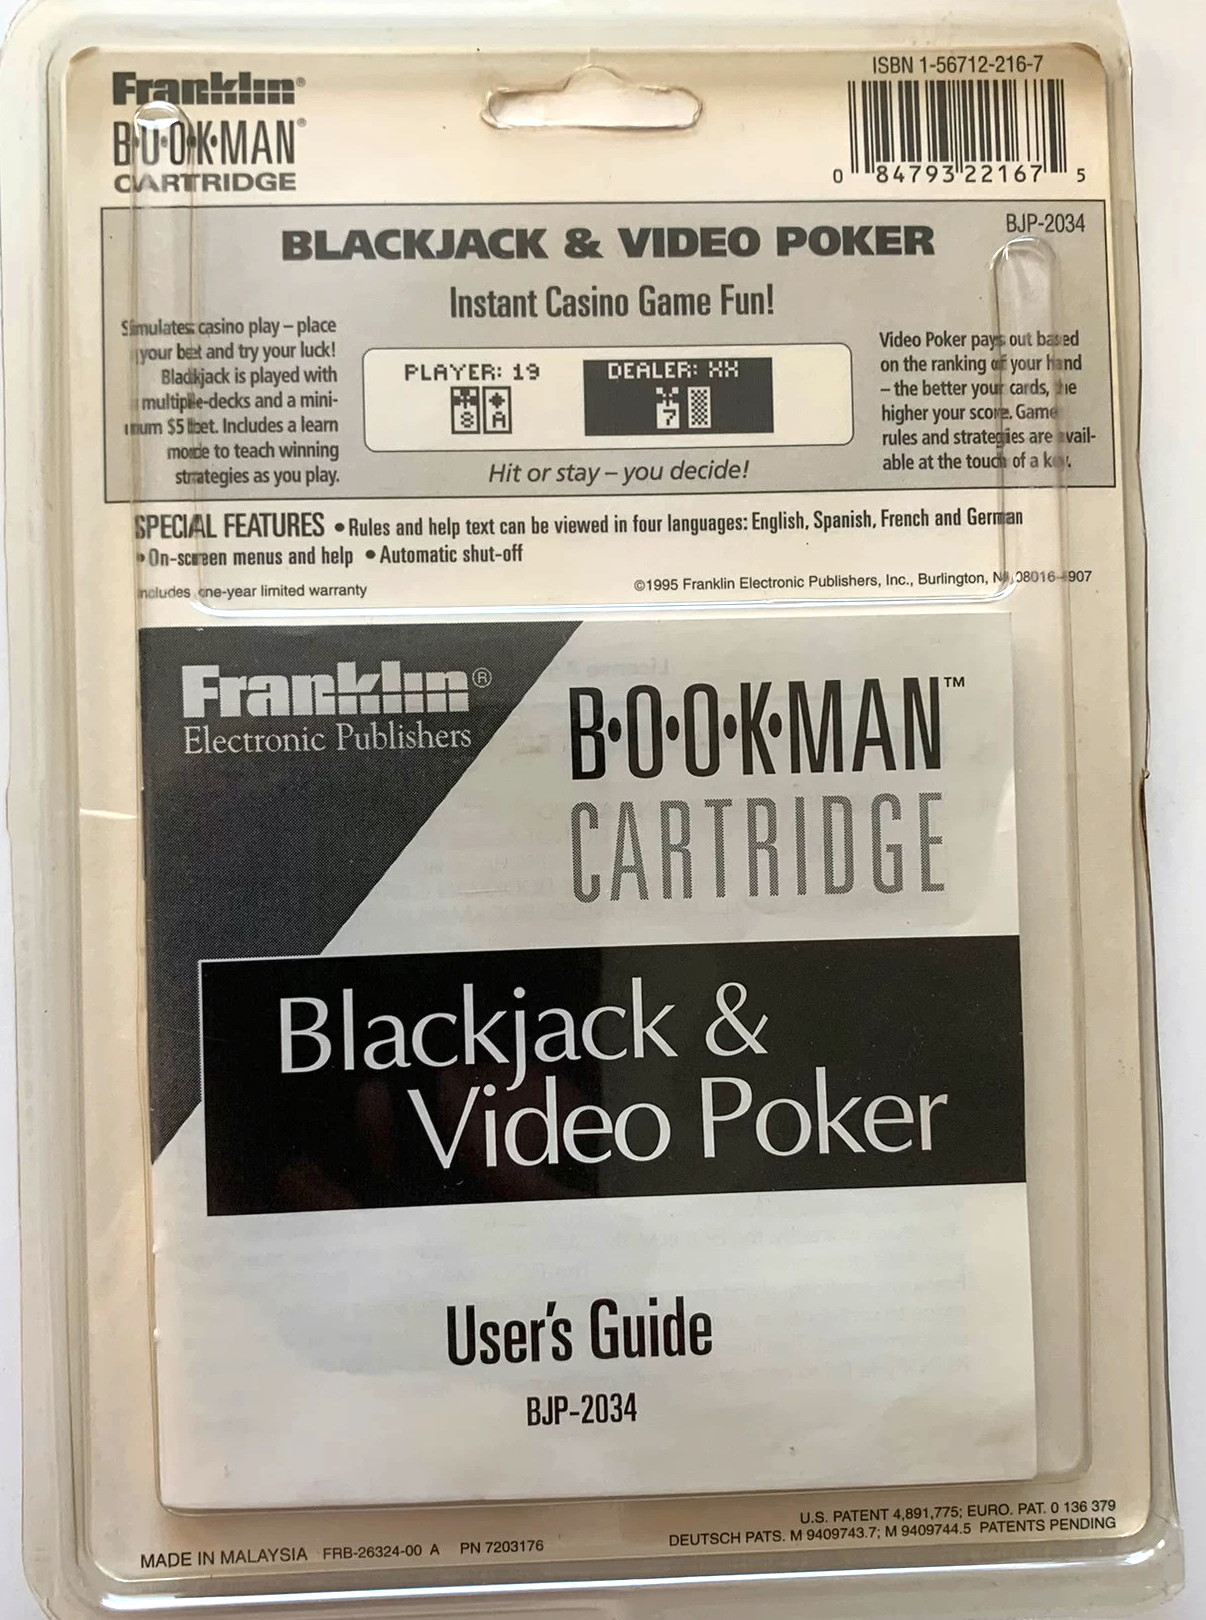 Franklin®
B•O•O•K•MAN®
CARTRIDGE
ISBN 1-56712-216-7
0 84793 22167 5
BJP-2034
BLACKJACK & VIDEO POKER
Instant Casino Game Fun!
Simulates casino play – place
your bet and try your luck!
Blackjack is played with
multiple-decks and a mini-
mum $5 bet. Includes a learn
mode to teach winning
strategies as you play.
PLAYER: 19
8 A
DEALER: XX
7
Hit or stay – you decide!
Video Poker pays out based
on the ranking of your hand
– the better your cards, the
higher your score. Game
rules and strategies are avail-
able at the touch of a key.
SPECIAL FEATURES • Rules and help text can be viewed in four languages: English, Spanish, French and German
• On-screen menus and help • Automatic shut-off
Includes one-year limited warranty
©1995 Franklin Electronic Publishers, Inc., Burlington, NJ 08016-4907
Franklin®
Electronic Publishers
B•O•O•K•MAN™
CARTRIDGE
Blackjack &
Video Poker
User's Guide
BJP-2034
U.S. PATENT 4,891,775; EURO. PAT. 0 136 379
DEUTSCH PATS. M 9409743.7; M 9409744.5 PATENTS PENDING
MADE IN MALAYSIA FRB-26324-00 A PN 7203176